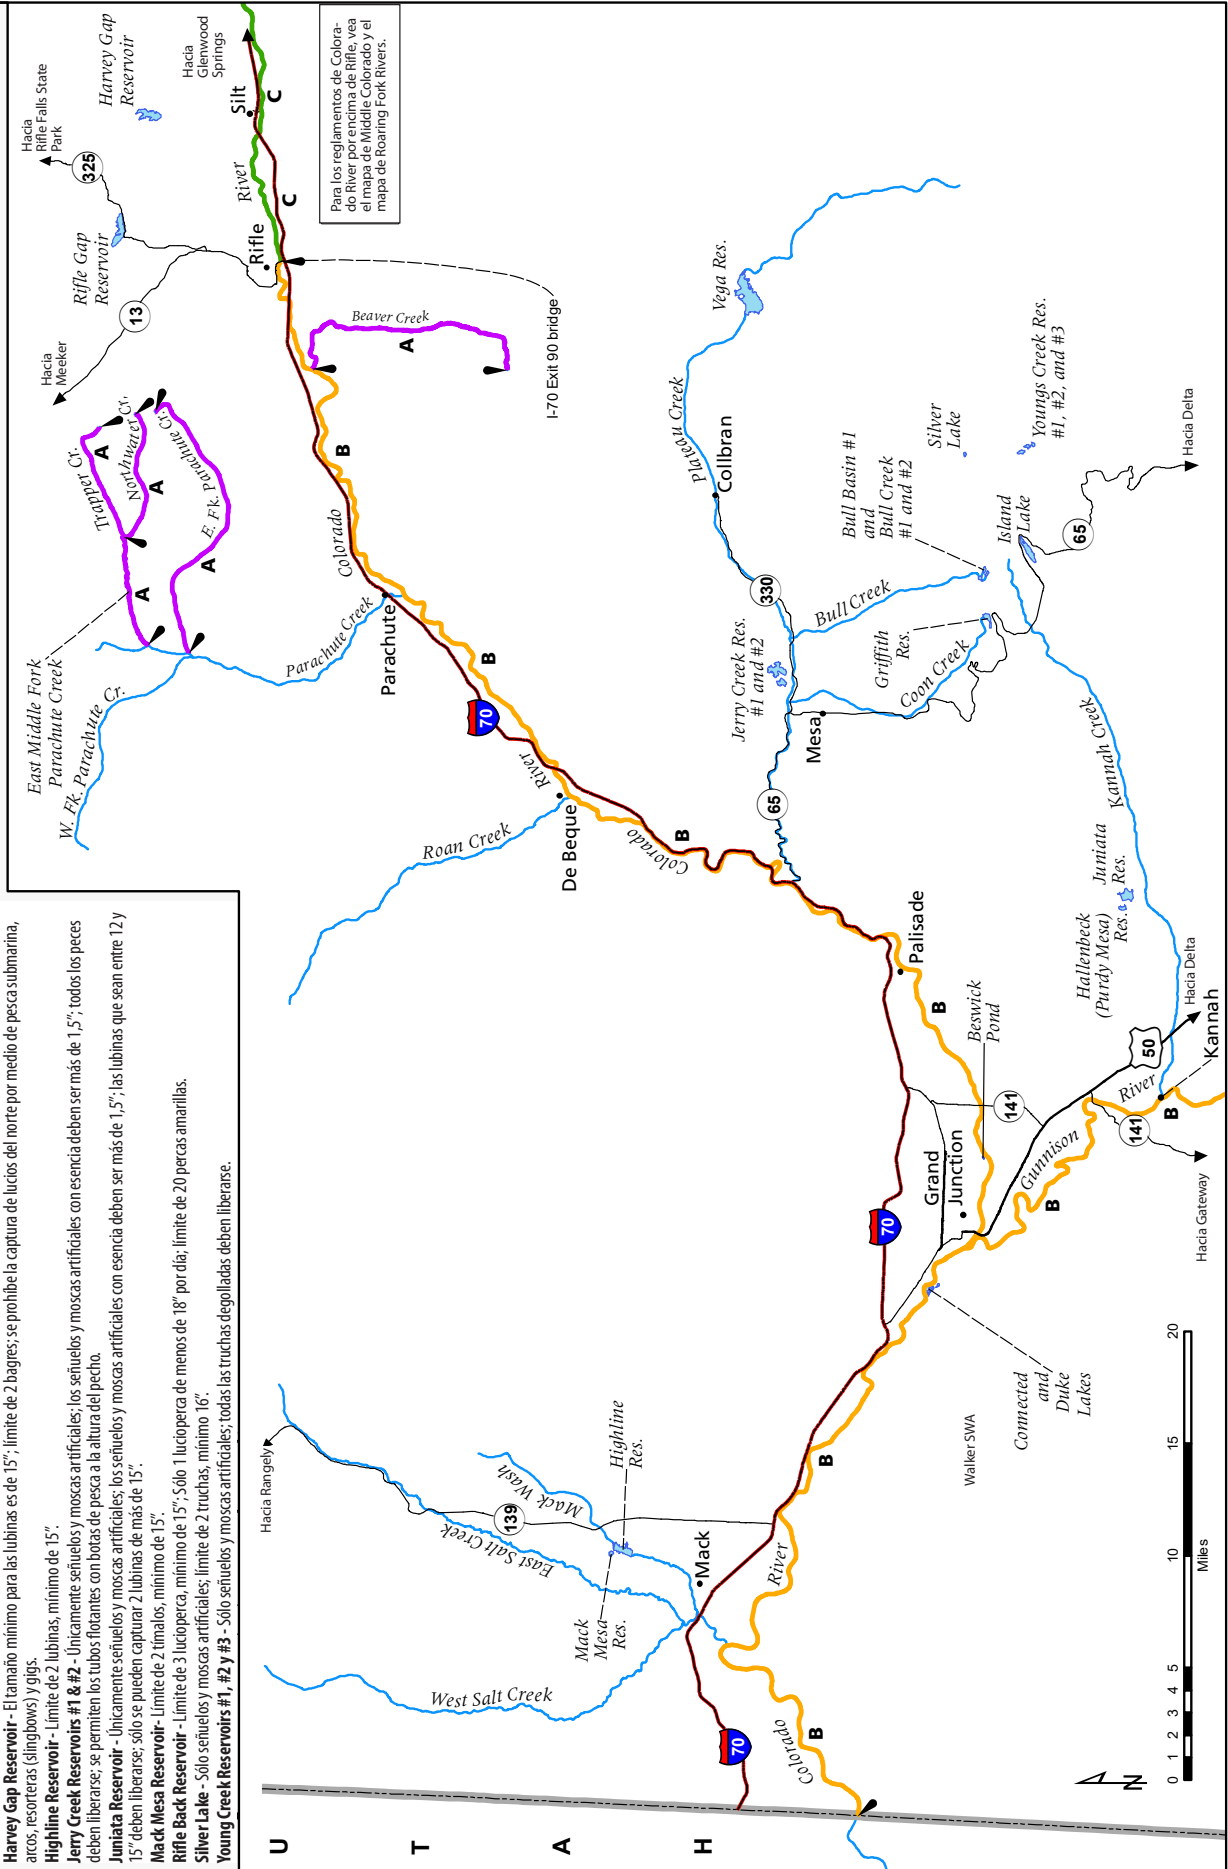 Harvey Gap Reservoir - El tamaño mínimo para las lubinas es de 15”; límite de 2 bagres; se prohíbe la captura de lucios del norte por medio de pesca submarina,
arcos, resorteras (slingbows) y gigs.
Highline Reservoir - Límite de 2 lubinas, mínimo de 15”.
Jerry Creek Reservoirs #1 & #2 - Únicamente señuelos y moscas artificiales; los señuelos y moscas artificiales con esencia deben ser más de 1,5”; todos los peces
deben liberarse; se permiten los tubos flotantes con botas de pesca a la altura del pecho.
Juniata Reservoir - Únicamente señuelos y moscas artificiales; los señuelos y moscas artificiales con esencia deben ser más de 1,5”; las lubinas que sean entre 12 y
15” deben liberarse; sólo se pueden capturar 2 lubinas de más de 15”.
Mack Mesa Reservoir- Límite de 2 tímalos, mínimo de 15”.
Rifle Back Reservoir - Límite de 3 lucioperca, mínimo de 15”; Sólo 1 lucioperca de menos de 18” por día; límite de 20 percas amarillas.
Silver Lake - Sólo señuelos y moscas artificiales; límite de 2 truchas, mínimo 16”.
Young Creek Reservoirs #1, #2 y #3 - Sólo señuelos y moscas artificiales; todas las truchas degolladas deben liberarse.
East Middle Fork
Parachute Creek
W. Fk. Parachute Cr.
Trapper Cr.
Northwater Cr.
E. Fk. Parachute Cr.
A
A
A
A
Parachute Creek
Hacia
Meeker
13
Rifle Gap
Reservoir
325
Hacia
Rifle Falls State
Park
Harvey Gap
Reservoir
Hacia
Glenwood
Springs
Silt
C
C
River
Rifle
Para los reglamentos de Colora-
do River por encima de Rifle, vea
el mapa de Middle Colorado y el
mapa de Roaring Fork Rivers.
Beaver Creek
A
I-70 Exit 90 bridge
B
Colorado
Parachute
B
70
River
De Beque
Roan Creek
Colorado
B
65
Jerry Creek Res.
#1 and #2
Mesa
330
Collbran
Plateau Creek
Vega Res.
Bull Creek
Bull Basin #1
and
Bull Creek
#1 and #2
Silver
Lake
Youngs Creek Res.
#1, #2, and #3
Island
Lake
65
Hacia Delta
Griffith
Res.
Coon Creek
Kannah Creek
Juniata
Res.
Hallenbeck
(Purdy Mesa)
Res.
Hacia Delta
Kannah
50
Palisade
B
Beswick
Pond
141
River
B
141
Hacia Gateway
Gunnison
B
Grand
Junction
70
Connected
and
Duke
Lakes
Walker SWA
B
Hacia Rangely
139
Mack Wash
East Salt Creek
Highline
Res.
Mack
Mesa
Res.
Mack
River
West Salt Creek
70
Colorado
B
U
T
A
H
N
0 1 2 3 4 5 10 15 20
Miles